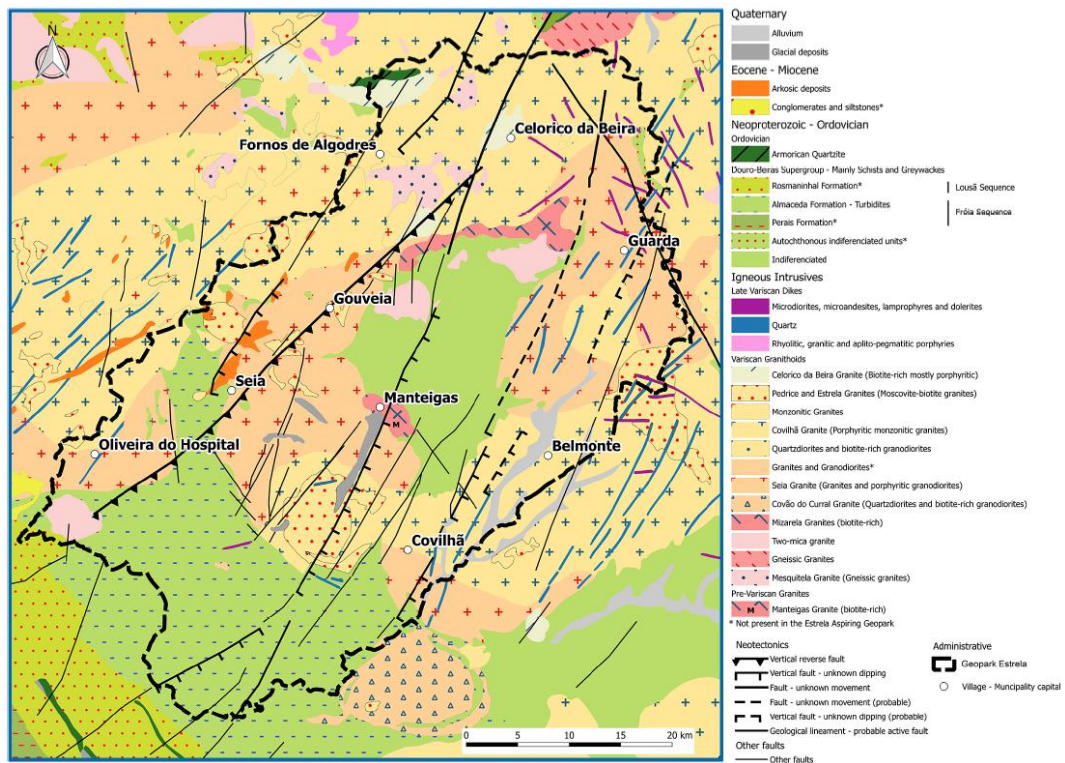 N
Celorico da Beira
Fornos de Algodres
Guarda
Gouveia
Seia
Manteigas
M
Oliveira do Hospital
Belmonte
Covilhã
0 5 10 15 20 km
Quaternary
Alluvium
Glacial deposits
Eocene - Miocene
Arkosic deposits
Conglomerates and siltstones*
Neoproterozoic - Ordovician
Ordovician
Armorican Quartzite
Douro-Beiras Supergroup - Mainly Schists and Greywackes
Rosmaninhal Formation*
Lousã Sequence
Almaceda Formation - Turbidites
Perais Formation*
Fróia Sequence
Autochthonous indiferenciated units*
Indiferenciated
Igneous Intrusives
Late Variscan Dikes
Microdiorites, microandesites, lamprophyres and dolerites
Quartz
Rhyolitic, granitic and aplito-pegmatitic porphyries
Variscan Granithoids
Celorico da Beira Granite (Biotite-rich mostly porphyritic)
Pedrice and Estrela Granites (Moscovite-biotite granites)
Monzonitic Granites
Covilhã Granite (Porphyritic monzonitic granites)
Quartzdiorites and biotite-rich granodiorites
Granites and Granodiorites*
Seia Granite (Granites and porphyritic granodiorites)
Covão do Curral Granite (Quartzdiorites and biotite-rich granodiorites)
Mizarela Granites (biotite-rich)
Two-mica granite
Gneissic Granites
Mesquitela Granite (Gneissic granites)
Pre-Variscan Granites
M
Manteigas Granite (biotite-rich)
* Not present in the Estrela Aspiring Geopark
Neotectonics
Vertical reverse fault
Vertical fault - unknown dipping
Fault - unknown movement
Fault - unknown movement (probable)
Vertical fault - unknown dipping (probable)
Geological lineament - probable active fault
Other faults
Other faults
Administrative
Geopark Estrela
Village - Muncipality capital